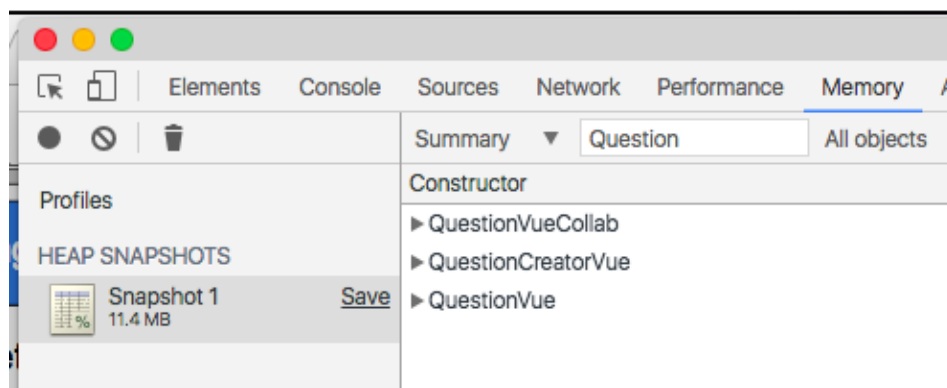 Elements Console Sources Network Performance Memory
Summary ▼ Question All objects
Profiles
HEAP SNAPSHOTS
Snapshot 1 Save
11.4 MB
Constructor
▶ QuestionVueCollab
▶ QuestionCreatorVue
▶ QuestionVue